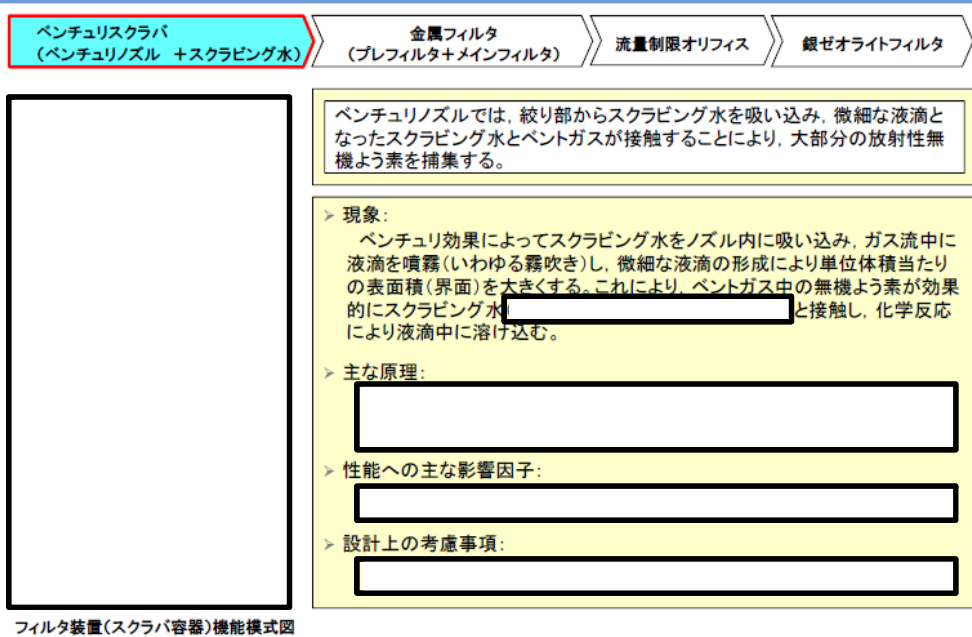 ベンチュリスクラバ
(ベンチュリノズル +スクラビング水)
金属フィルタ
(プレフィルタ+メインフィルタ)
流量制限オリフィス
銀ゼオライトフィルタ
ベンチュリノズルでは,絞り部からスクラビング水を吸い込み,微細な液滴と
なったスクラビング水とベントガスが接触することにより,大部分の放射性無
機よう素を捕集する。
➢ 現象:
ベンチュリ効果によってスクラビング水をノズル内に吸い込み,ガス流中に
液滴を噴霧(いわゆる霧吹き)し,微細な液滴の形成により単位体積当たり
の表面積(界面)を大きくする。これにより,ベントガス中の無機よう素が効果
的にスクラビング水( と接触し,化学反応
により液滴中に溶け込む。
➢ 主な原理:
➢ 性能への主な影響因子:
➢ 設計上の考慮事項:
フィルタ装置(スクラバ容器)機能模式図